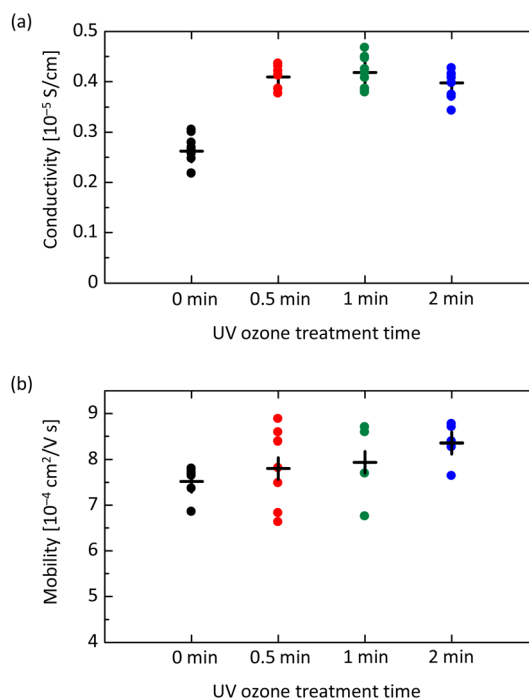 (a)
Conductivity [10⁻⁵ S/cm]
0.5
0.4
0.3
0.2
0.1
0
0 min 0.5 min 1 min 2 min
UV ozone treatment time
(b)
Mobility [10⁻⁴ cm²/V s]
9
8
7
6
5
4
0 min 0.5 min 1 min 2 min
UV ozone treatment time